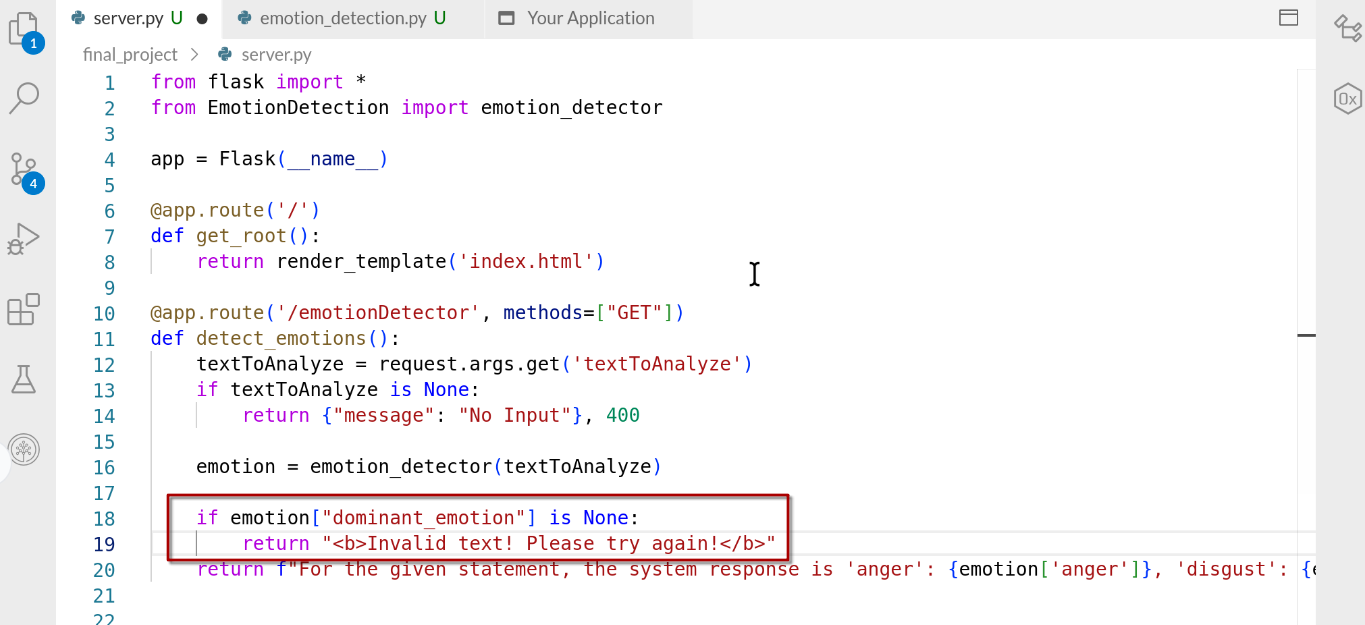 server.py U ● emotion_detection.py U Your Application
final_project > server.py
1 from flask import *
2 from EmotionDetection import emotion_detector
3
4 app = Flask(__name__)
5
6 @app.route('/')
7 def get_root():
8 return render_template('index.html')
9
10 @app.route('/emotionDetector', methods=["GET"])
11 def detect_emotions():
12 textToAnalyze = request.args.get('textToAnalyze')
13 if textToAnalyze is None:
14 return {"message": "No Input"}, 400
15
16 emotion = emotion_detector(textToAnalyze)
17
18 if emotion["dominant_emotion"] is None:
19 return "<b>Invalid text! Please try again!</b>"
20 return f"For the given statement, the system response is 'anger': {emotion['anger']}, 'disgust': {
21
22
1
4
0x